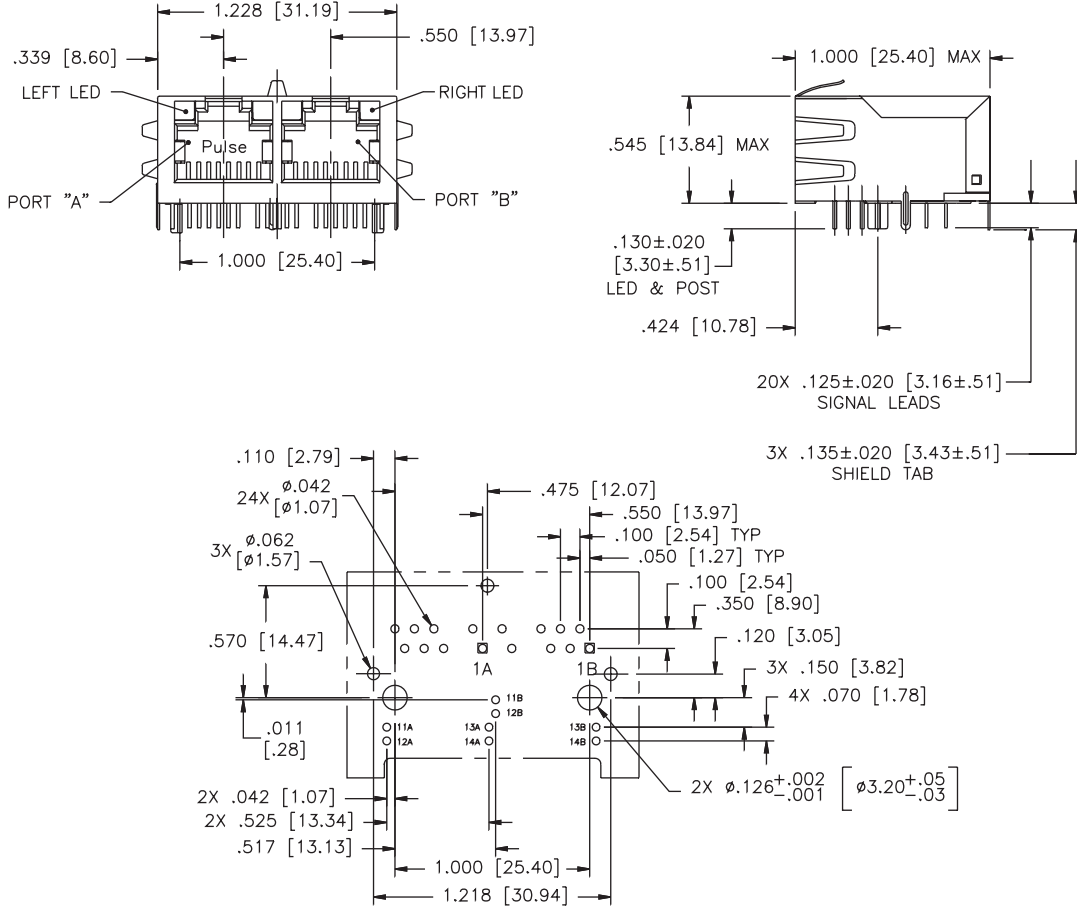 1.228 [31.19]
.550 [13.97]
.339 [8.60]
LEFT LED
RIGHT LED
Pulse
PORT "A"
PORT "B"
1.000 [25.40]
1.000 [25.40] MAX
.545 [13.84] MAX
.130±.020
[3.30±.51]
LED & POST
.424 [10.78]
20X .125±.020 [3.16±.51]
SIGNAL LEADS
3X .135±.020 [3.43±.51]
SHIELD TAB
.110 [2.79]
24X ø.042
[ø1.07]
3X ø.062
[ø1.57]
.475 [12.07]
.550 [13.97]
.100 [2.54] TYP
.050 [1.27] TYP
.100 [2.54]
.350 [8.90]
.570 [14.47]
.120 [3.05]
1A
1B
3X .150 [3.82]
4X .070 [1.78]
11B
12B
.011
[.28]
11A
13A
13B
12A
14A
14B
2X ø.126+.002 -.001 [ø3.20+.05 -.03]
2X .042 [1.07]
2X .525 [13.34]
.517 [13.13]
1.000 [25.40]
1.218 [30.94]